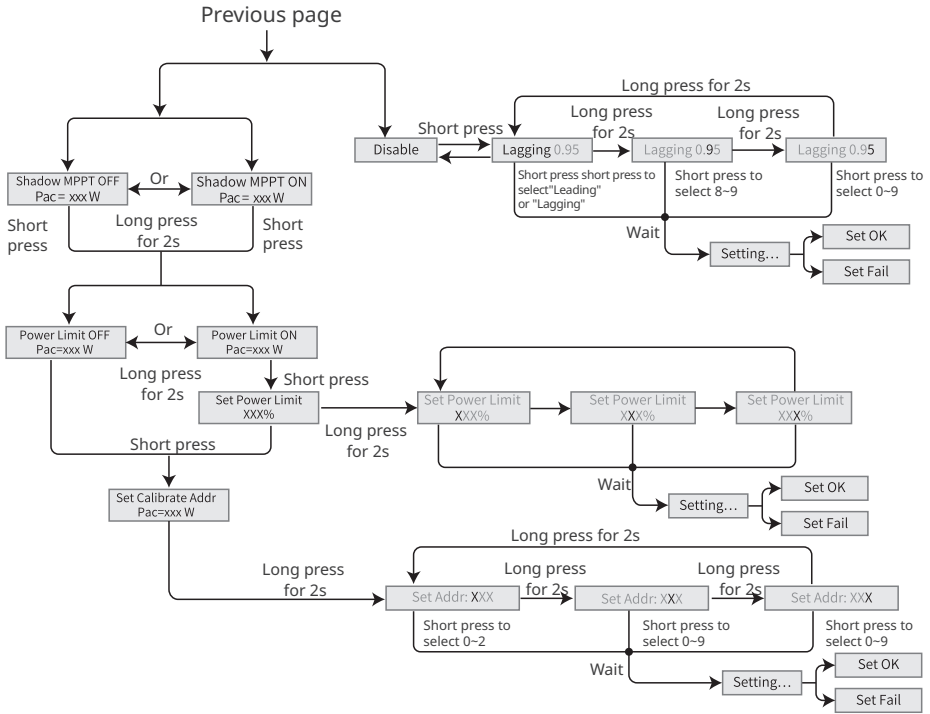 Previous page
Long press for 2s
Short press
Long press
for 2s
Long press
for 2s
Disable
Lagging 0.95
Lagging 0.95
Lagging 0.95
Short press short press to
select"Leading"
or "Lagging"
Short press to
select 8~9
Short press to
select 0~9
Wait
Setting...
Set OK
Set Fail
Shadow MPPT OFF
Pac = xxx W
Or
Shadow MPPT ON
Pac = xxx W
Short
press
Long press
for 2s
Short
press
Power Limit OFF
Pac=xxx W
Or
Power Limit ON
Pac=xxx W
Long press
for 2s
Short press
Set Power Limit
XXX%
Long press
for 2s
Set Power Limit
XXX%
Set Power Limit
XXX%
Set Power Limit
XXX%
Wait
Setting...
Set OK
Set Fail
Short press
Set Calibrate Addr
Pac=xxx W
Long press
for 2s
Long press for 2s
Long press
for 2s
Long press
for 2s
Set Addr: XXX
Set Addr: XXX
Set Addr: XXX
Short press to
select 0~2
Short press to
select 0~9
Short press to
select 0~9
Wait
Setting...
Set OK
Set Fail